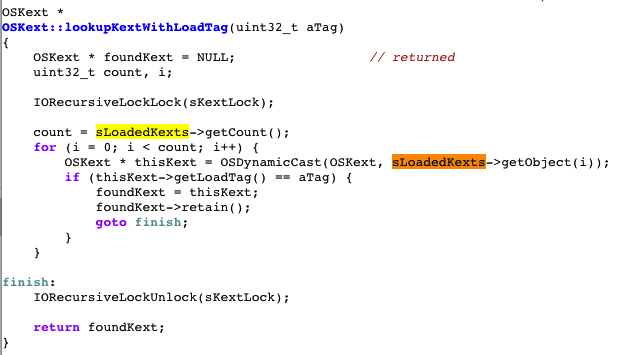 OSKext *
OSKext::lookupKextWithLoadTag(uint32_t aTag)
{
    OSKext * foundKext = NULL;                 // returned
    uint32_t count, i;

    IORecursiveLockLock(sKextLock);

    count = sLoadedKexts->getCount();
    for (i = 0; i < count; i++) {
        OSKext * thisKext = OSDynamicCast(OSKext, sLoadedKexts->getObject(i));
        if (thisKext->getLoadTag() == aTag) {
            foundKext = thisKext;
            foundKext->retain();
            goto finish;
        }
    }

finish:
    IORecursiveLockUnlock(sKextLock);

    return foundKext;
}